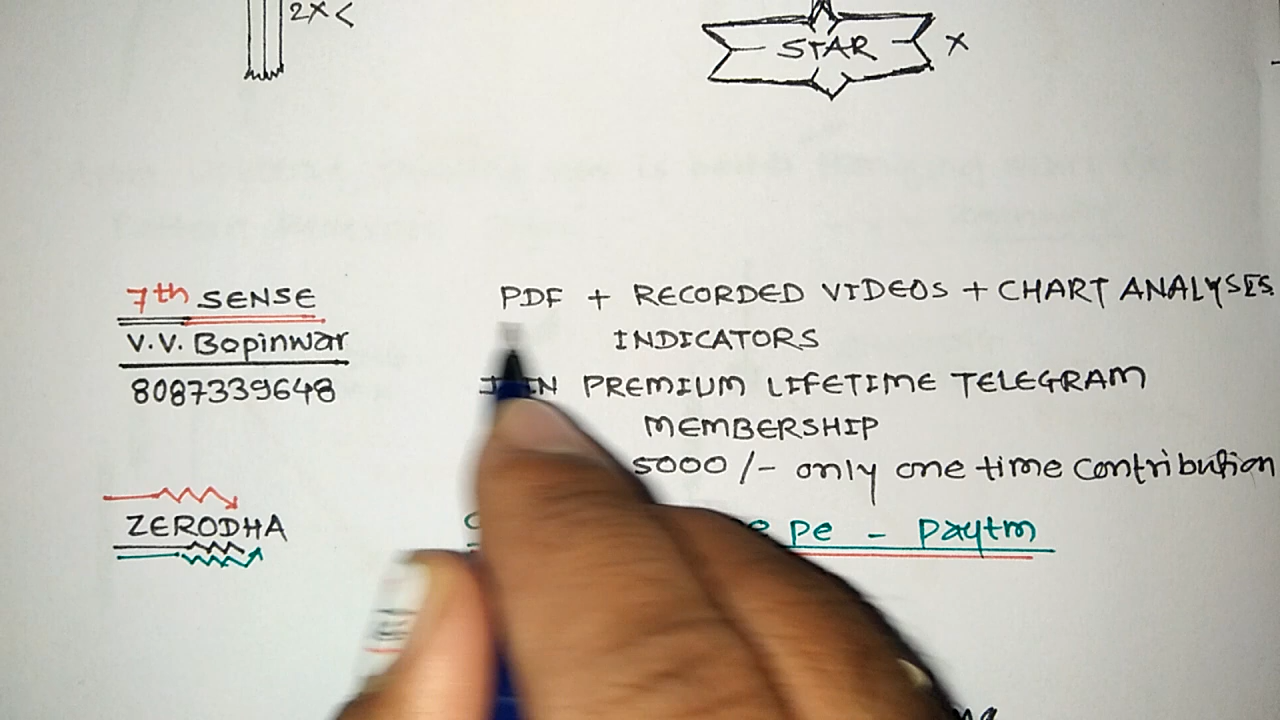 2X <
STAR X
7th SENSE
V.V. Bopinwar
8087339648
PDF + RECORDED VIDEOS + CHART ANALYSES
INDICATORS
PREMIUM LIFETIME TELEGRAM
MEMBERSHIP
5000/- only one time contribution
ZERODHA
pe - Paytm